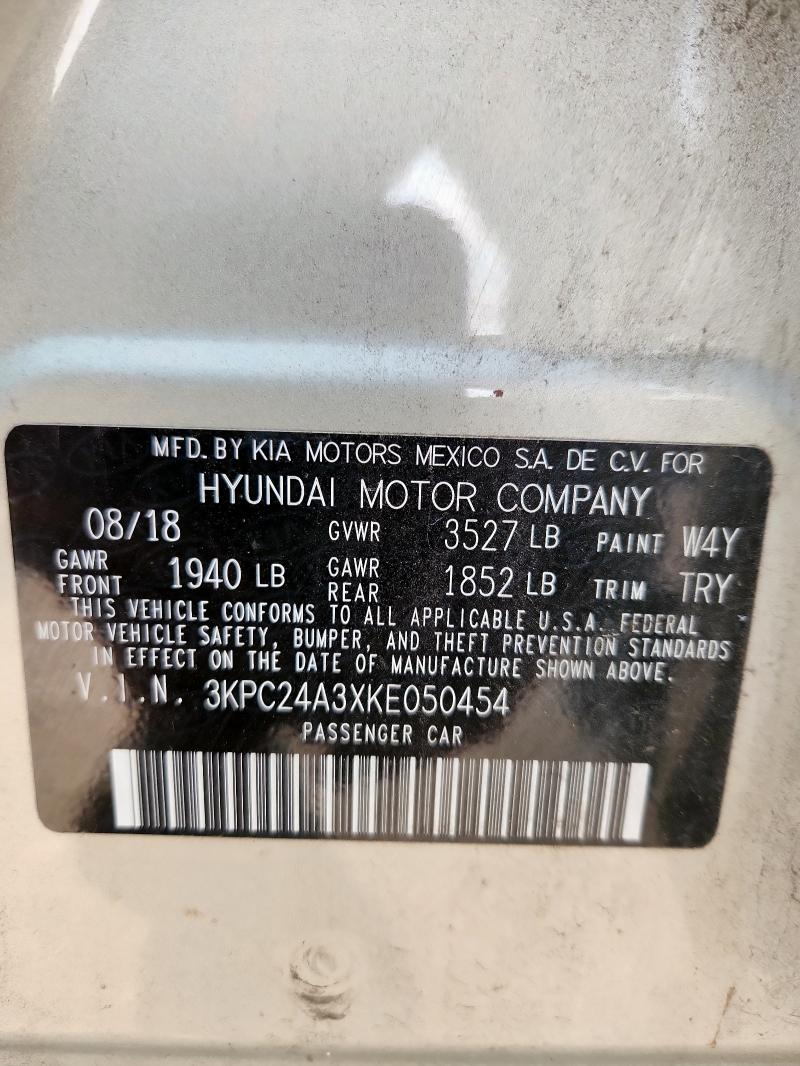 MFD. BY KIA MOTORS MEXICO S.A. DE C.V. FOR
HYUNDAI MOTOR COMPANY
08/18 GVWR 3527 LB PAINT W4Y
GAWR FRONT 1940 LB GAWR REAR 1852 LB TRIM TRY
THIS VEHICLE CONFORMS TO ALL APPLICABLE U.S.A. FEDERAL
MOTOR VEHICLE SAFETY, BUMPER, AND THEFT PREVENTION STANDARDS
IN EFFECT ON THE DATE OF MANUFACTURE SHOWN ABOVE.
V.I.N. 3KPC24A3XKE050454
PASSENGER CAR